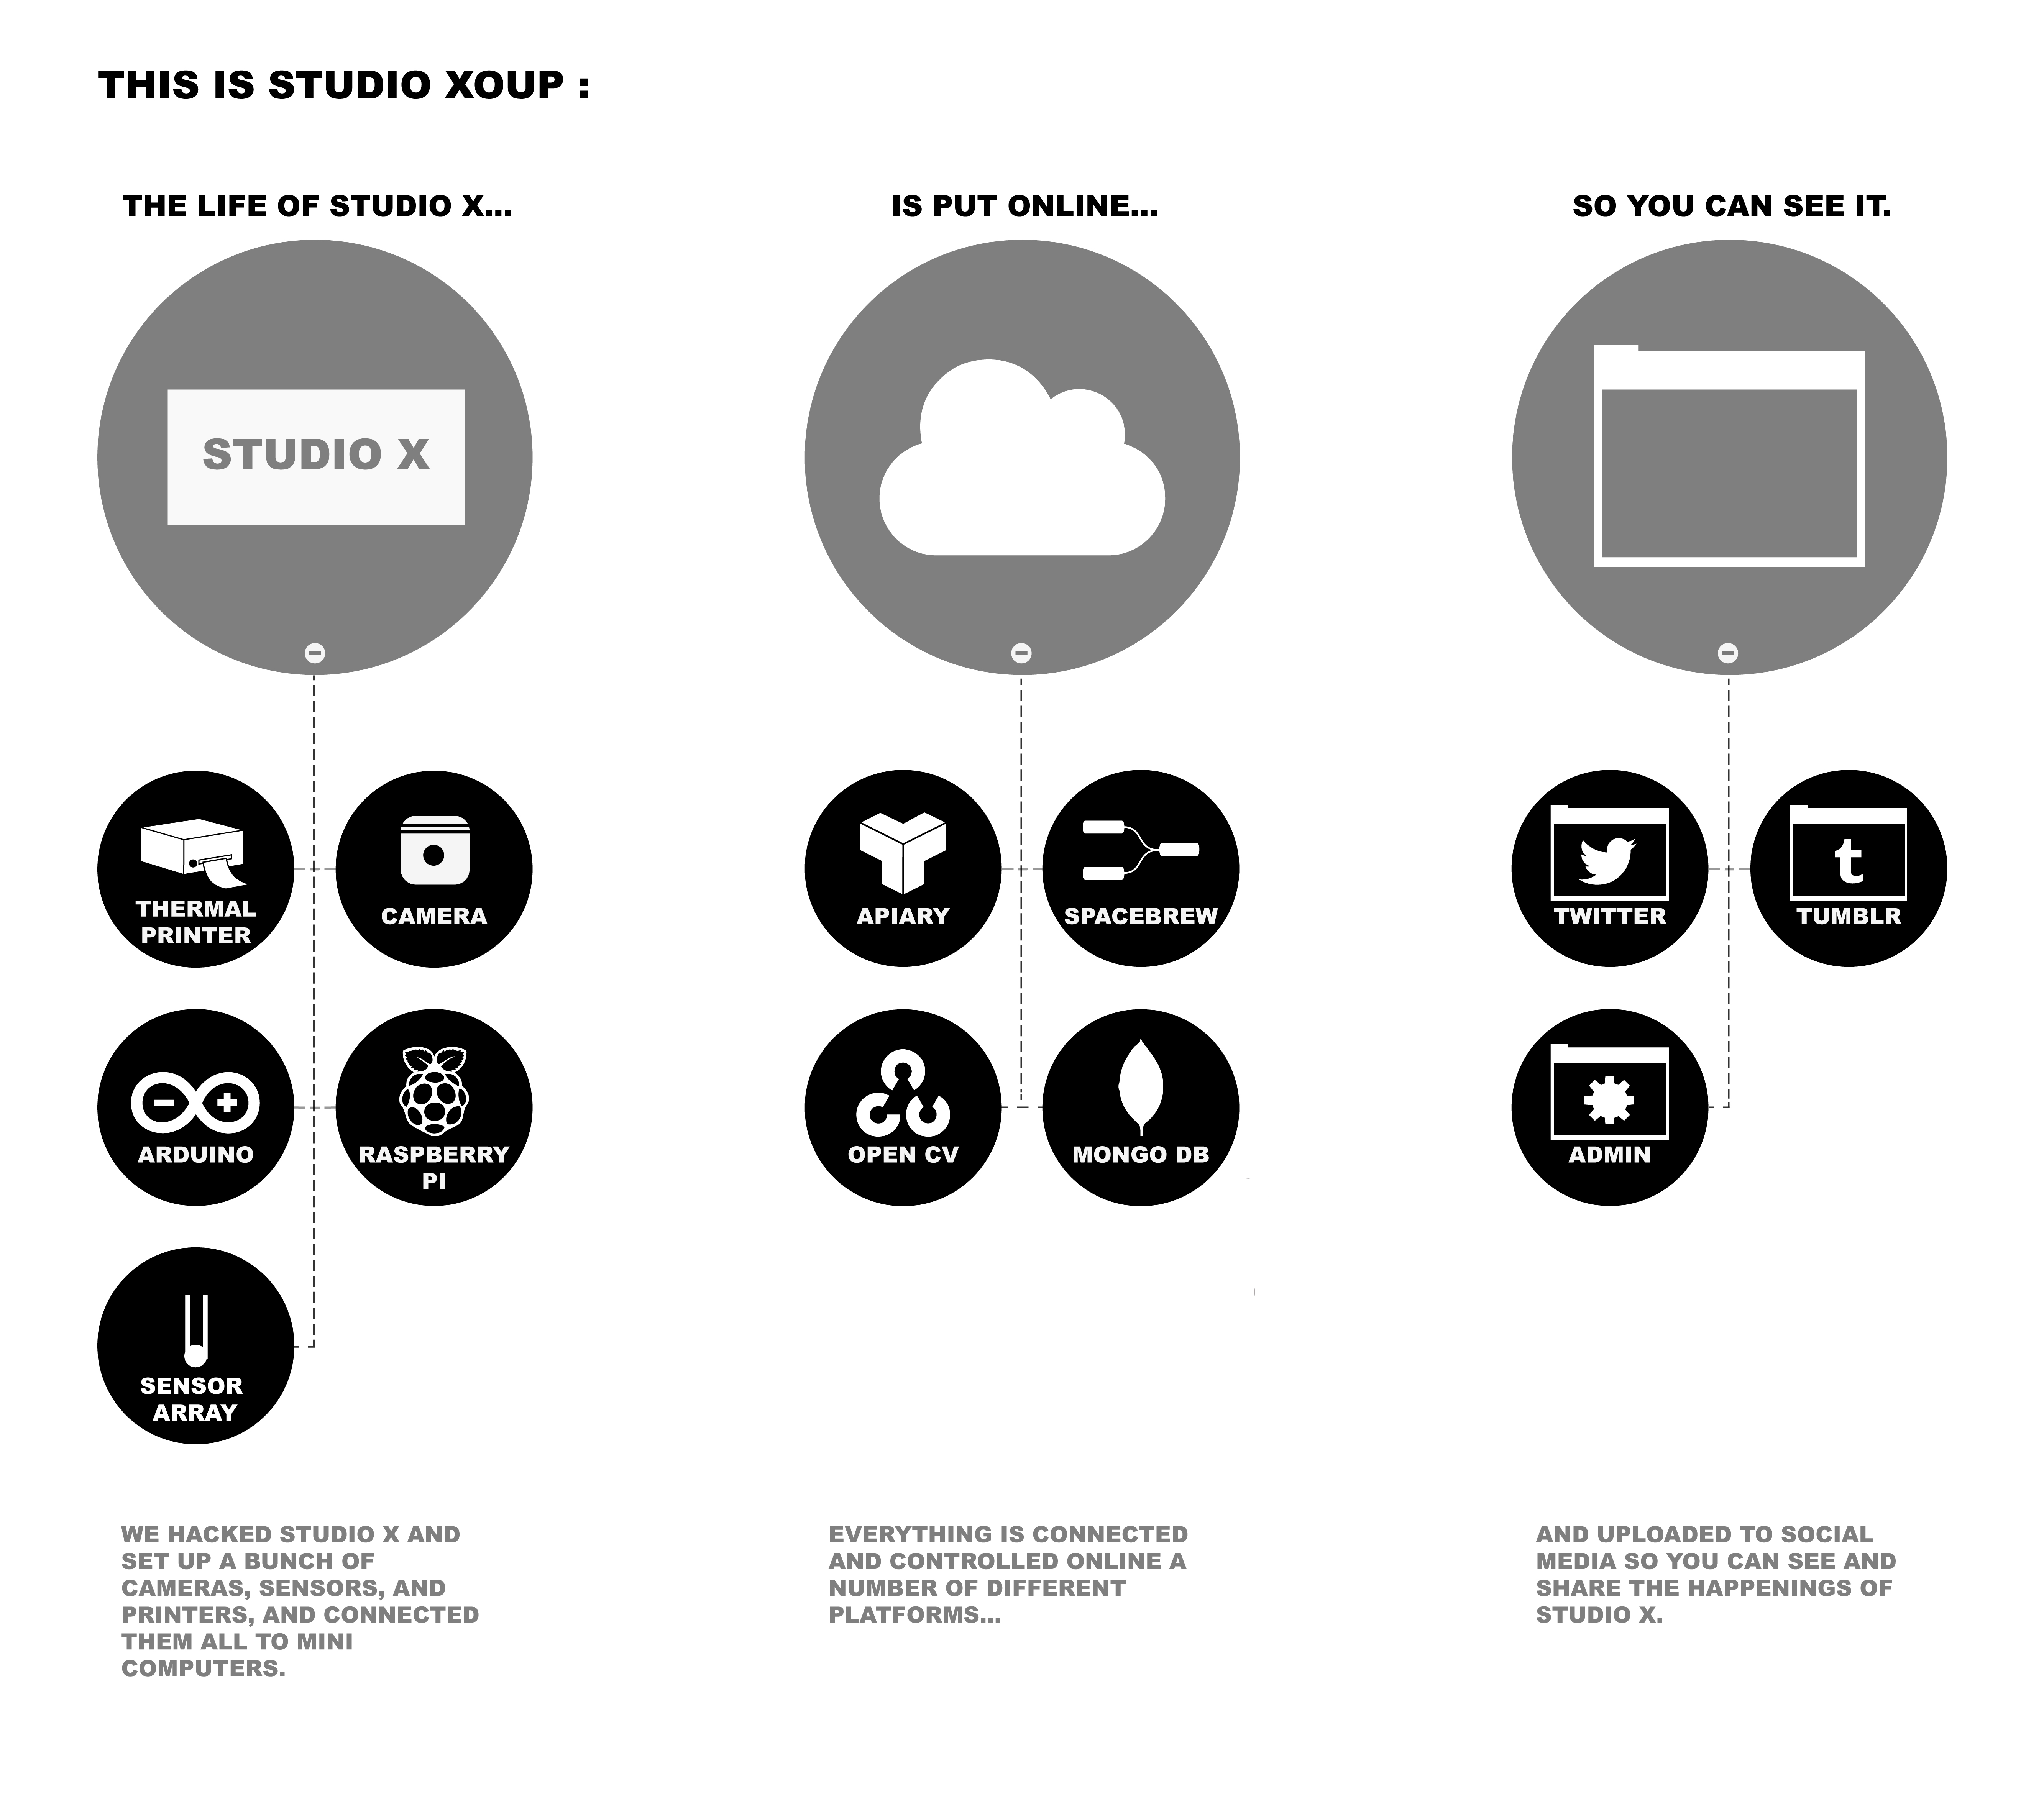 THIS IS STUDIO XOUP :
THE LIFE OF STUDIO X...
IS PUT ONLINE...
SO YOU CAN SEE IT.
STUDIO X
THERMAL
PRINTER
CAMERA
APIARY
SPACEBREW
TWITTER
t
TUMBLR
ARDUINO
RASPBERRY
PI
OPEN CV
MONGO DB
ADMIN
SENSOR
ARRAY
WE HACKED STUDIO X AND
SET UP A BUNCH OF
CAMERAS, SENSORS, AND
PRINTERS, AND CONNECTED
THEM ALL TO MINI
COMPUTERS.
EVERYTHING IS CONNECTED
AND CONTROLLED ONLINE A
NUMBER OF DIFFERENT
PLATFORMS...
AND UPLOADED TO SOCIAL
MEDIA SO YOU CAN SEE AND
SHARE THE HAPPENINGS OF
STUDIO X.